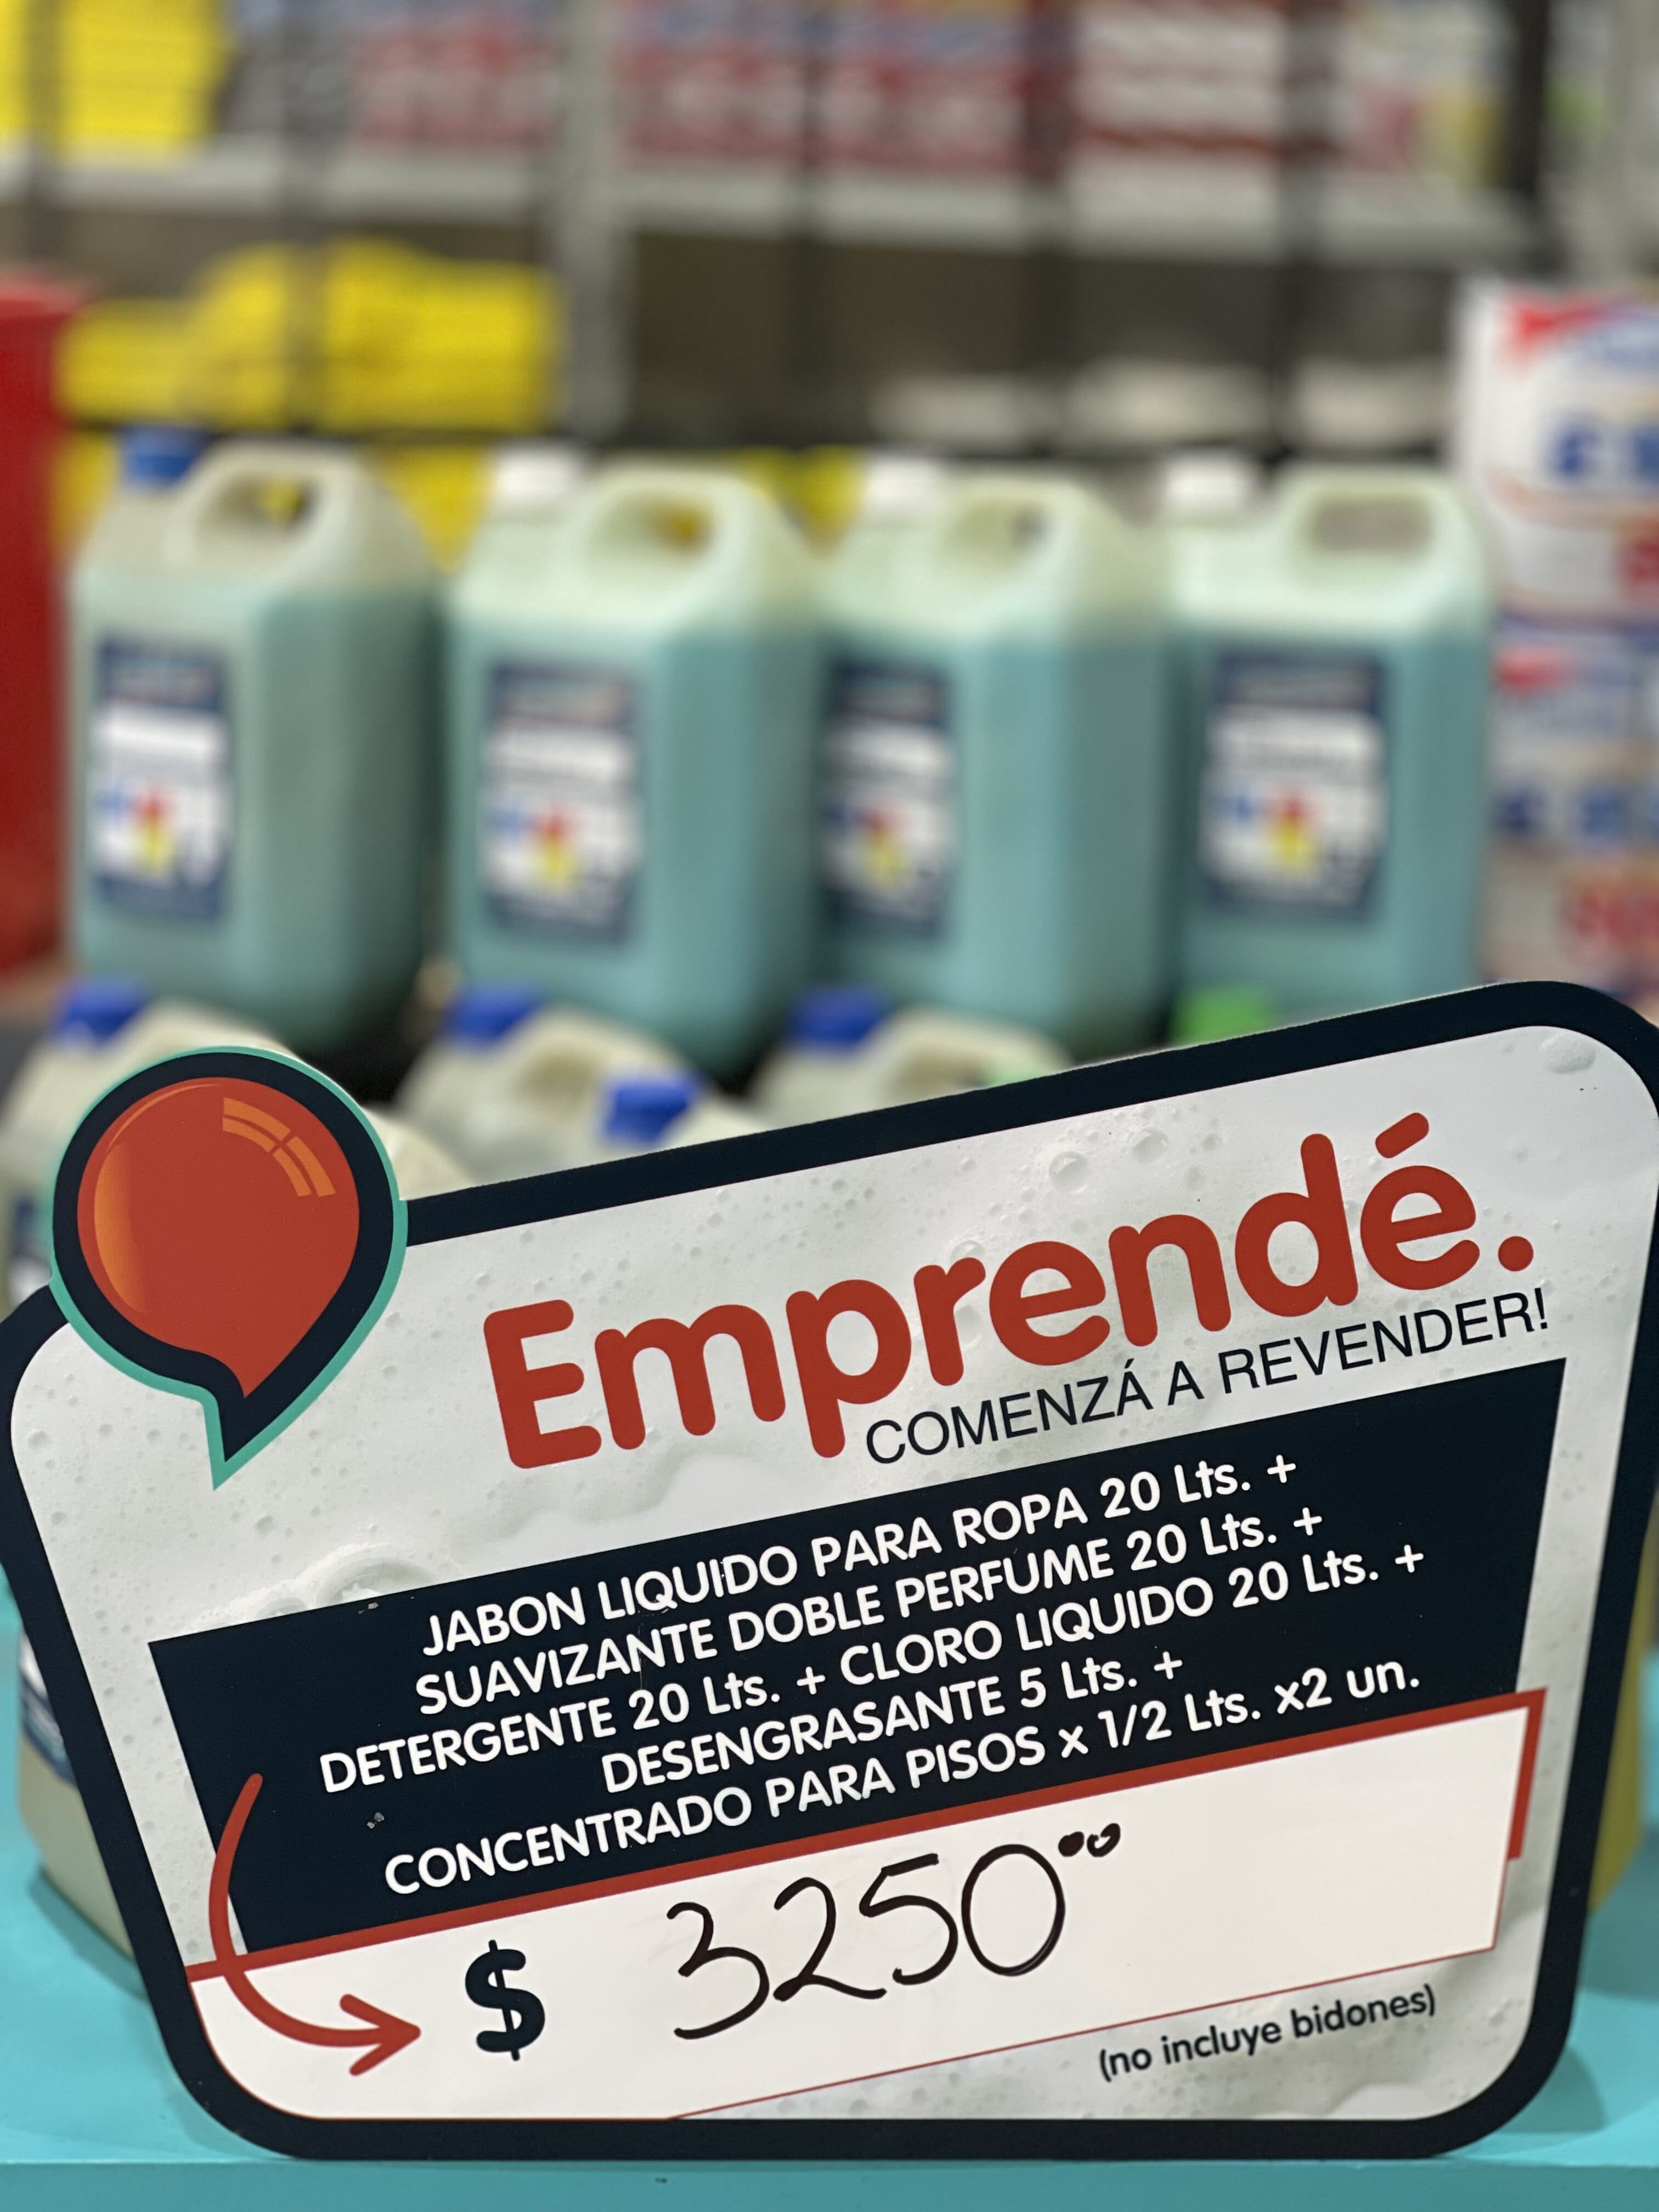 Emprendé.
COMENZÁ A REVENDER!
JABON LIQUIDO PARA ROPA 20 Lts. +
SUAVIZANTE DOBLE PERFUME 20 Lts. +
DETERGENTE 20 Lts. + CLORO LIQUIDO 20 Lts. +
DESENGRASANTE 5 Lts. +
CONCENTRADO PARA PISOS x 1/2 Lts. x2 un.
$ 3250⁰⁰
(no incluye bidones)